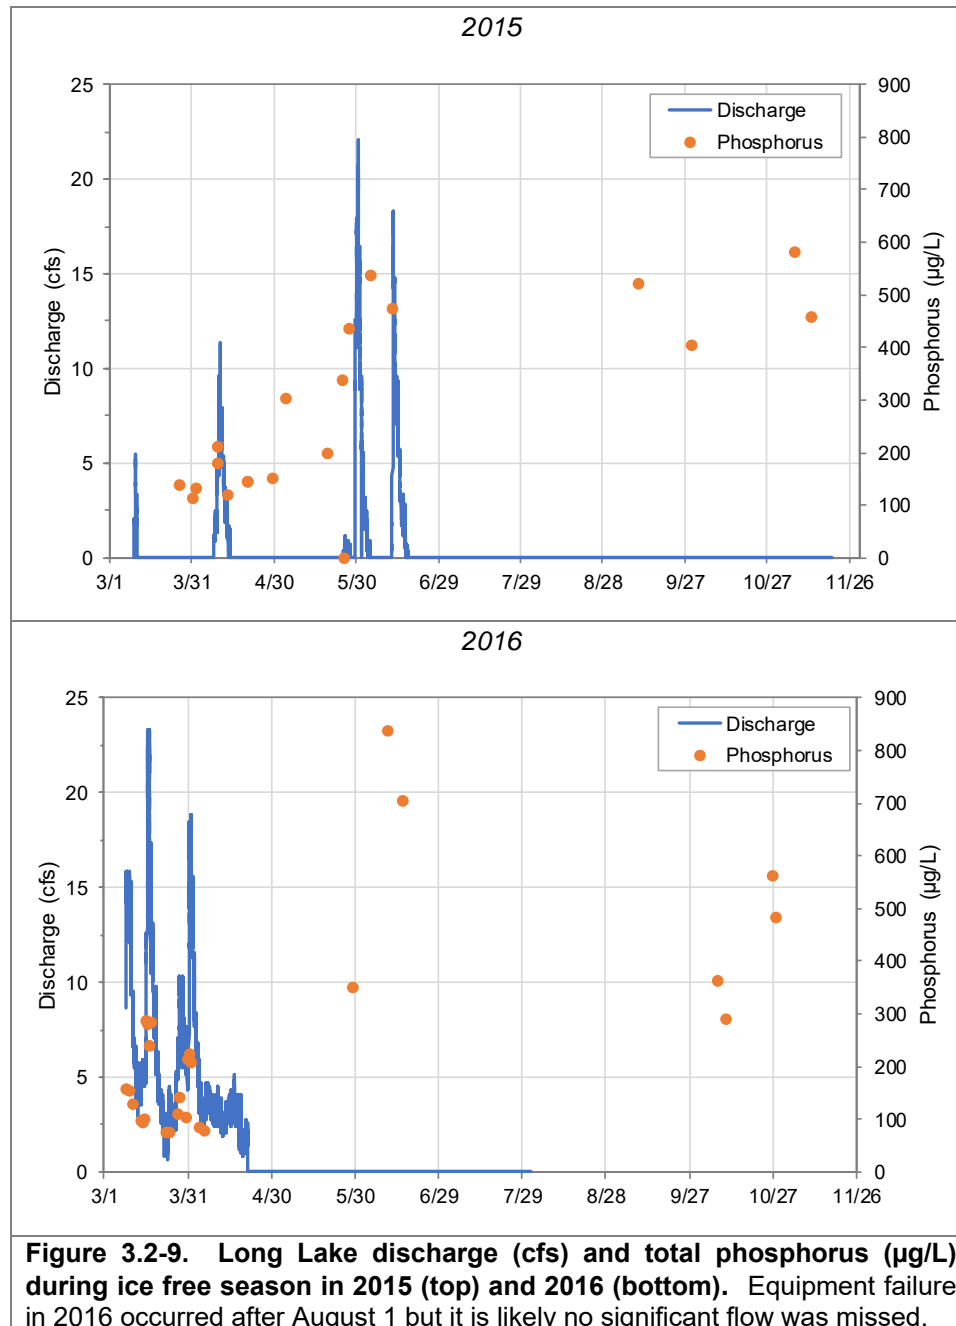 2015
25
20
15
10
5
0
Discharge (cfs)
900
800
700
600
500
400
300
200
100
0
Phosphorus (µg/L)
Discharge
Phosphorus
3/1 3/31 4/30 5/30 6/29 7/29 8/28 9/27 10/27 11/26
2016
25
20
15
10
5
0
Discharge (cfs)
900
800
700
600
500
400
300
200
100
0
Phosphorus (µg/L)
Discharge
Phosphorus
3/1 3/31 4/30 5/30 6/29 7/29 8/28 9/27 10/27 11/26
Figure 3.2-9. Long Lake discharge (cfs) and total phosphorus (µg/L)
during ice free season in 2015 (top) and 2016 (bottom). Equipment failure
in 2016 occurred after August 1 but it is likely no significant flow was missed.